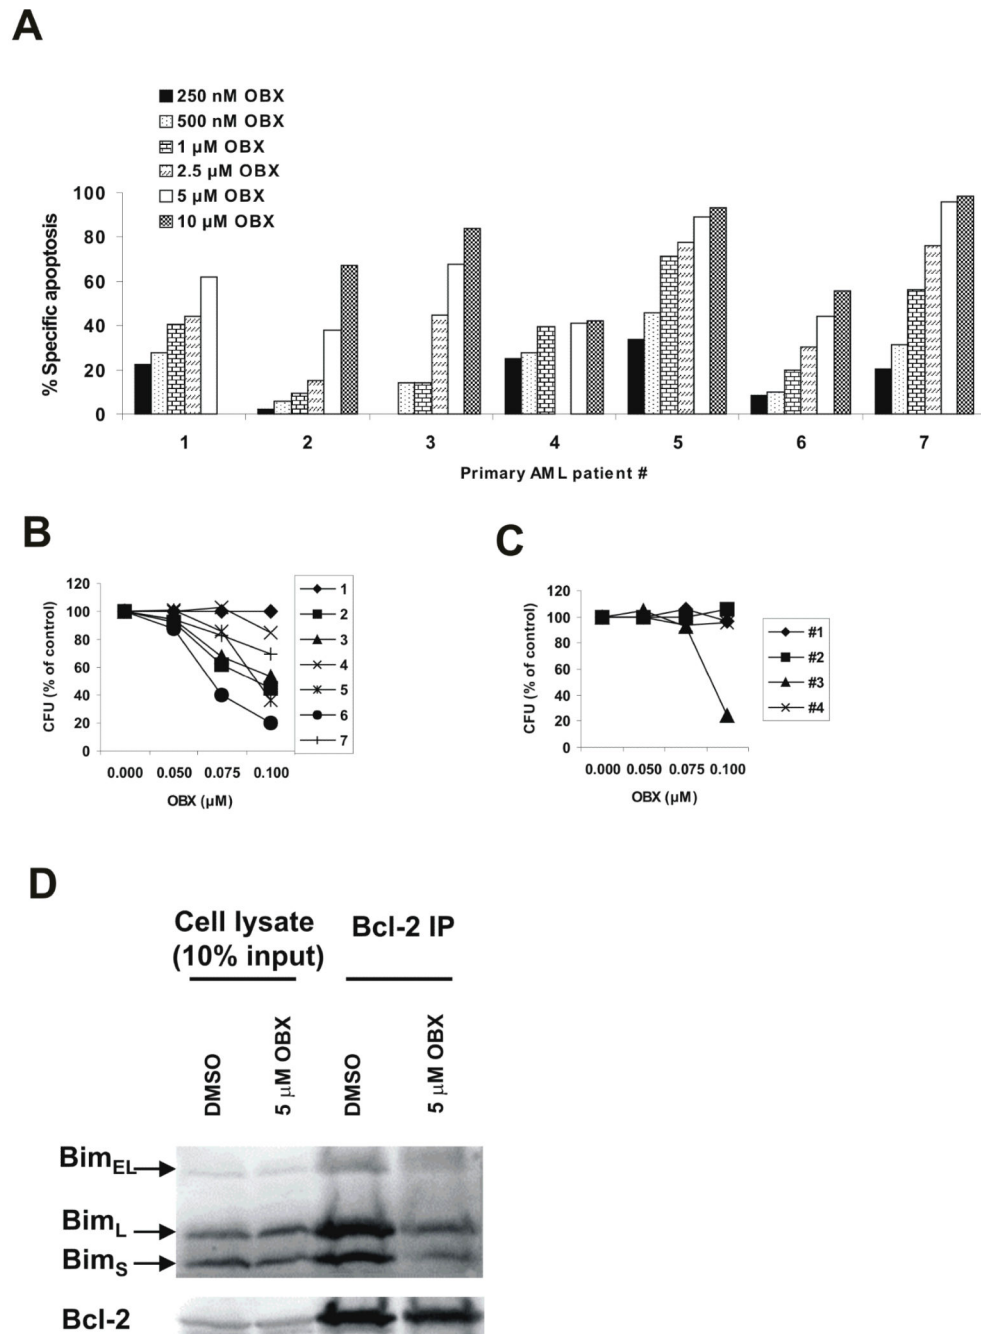 A
250 nM OBX
500 nM OBX
1 µM OBX
2.5 µM OBX
5 µM OBX
10 µM OBX
% Specific apoptosis
100
80
60
40
20
0
1 2 3 4 5 6 7
Primary AML patient #
B
CFU (% of control)
120
100
80
60
40
20
0
0.000 0.050 0.075 0.100
OBX (µM)
1
2
3
4
5
6
7
C
CFU (% of control)
120
100
80
60
40
20
0
0.000 0.050 0.075 0.100
OBX (µM)
#1
#2
#3
#4
D
Cell lysate
(10% input)
Bcl-2 IP
DMSO
5 µM OBX
DMSO
5 µM OBX
BimEL
BimL
BimS
Bcl-2